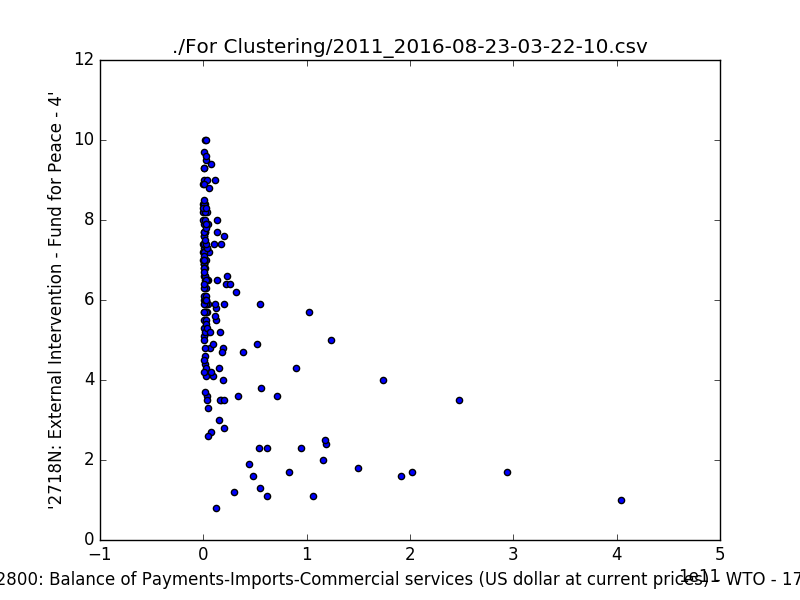 ./For Clustering/2011_2016-08-23-03-22-10.csv
'2718N: External Intervention - Fund for Peace - 4'
12
10
8
6
4
2
0
−1 0 1 2 3 4 5
1e11
2800: Balance of Payments-Imports-Commercial services (US dollar at current prices) - WTO - 17